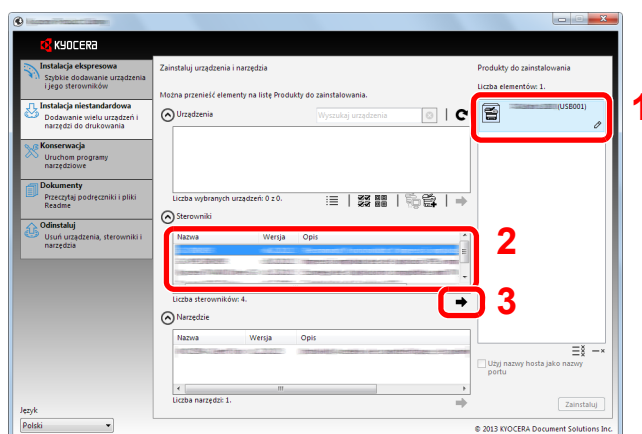 KYOCERA
Instalacja ekspresowa
Szybkie dodawanie urządzenia
i jego sterowników
Instalacja niestandardowa
Dodawanie wielu urządzeń i
narzędzi do drukowania
Konserwacja
Uruchom programy
narzędziowe
Dokumenty
Przeczytaj podręczniki i pliki
Readme
Odinstaluj
Usuń urządzenia, sterowniki i
narzędzia
Język
Polski
Zainstaluj urządzenia i narzędzia
Można przenieść elementy na listę Produkty do zainstalowania.
Urządzenia
Wyszukaj urządzenia
Liczba wybranych urządzeń: 0 z 0.
Sterowniki
Nazwa Wersja Opis
2
Liczba sterowników: 4.
3
Narzędzie
Nazwa Wersja Opis
Liczba narzędzi: 1.
Produkty do zainstalowania
Liczba elementów: 1.
(USB001)
1
Użyj nazwy hosta jako nazwy
portu
Zainstaluj
© 2013 KYOCERA Document Solutions Inc.